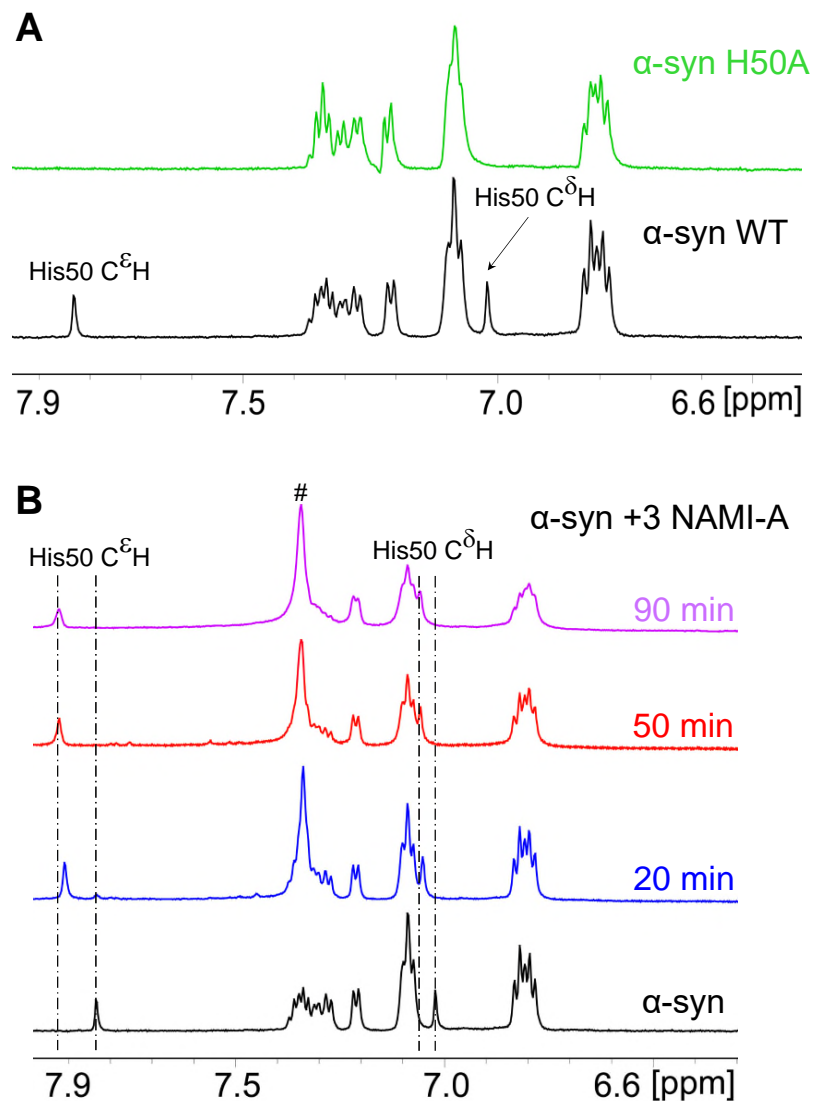 A
α-syn H50A
His50 CδH
α-syn WT
His50 CεH
7.9 7.5 7.0 6.6 [ppm]
B
#
α-syn +3 NAMI-A
His50 CεH His50 CδH
90 min
50 min
20 min
α-syn
7.9 7.5 7.0 6.6 [ppm]